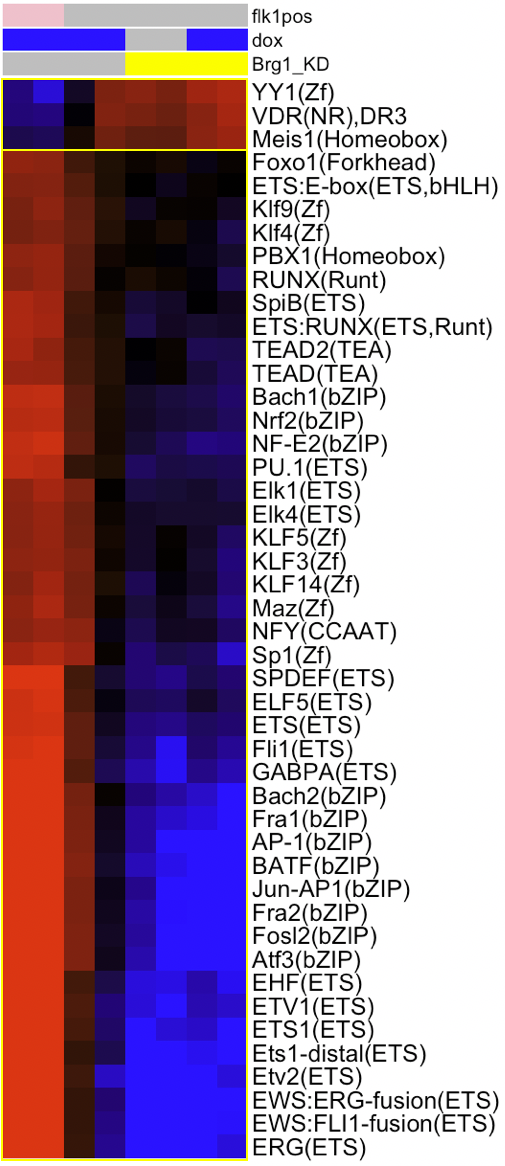 flk1pos
dox
Brg1_KD
YY1(Zf)
VDR(NR),DR3
Meis1(Homeobox)
Foxo1(Forkhead)
ETS:E-box(ETS,bHLH)
Klf9(Zf)
Klf4(Zf)
PBX1(Homeobox)
RUNX(Runt)
SpiB(ETS)
ETS:RUNX(ETS,Runt)
TEAD2(TEA)
TEAD(TEA)
Bach1(bZIP)
Nrf2(bZIP)
NF-E2(bZIP)
PU.1(ETS)
Elk1(ETS)
Elk4(ETS)
KLF5(Zf)
KLF3(Zf)
KLF14(Zf)
Maz(Zf)
NFY(CCAAT)
Sp1(Zf)
SPDEF(ETS)
ELF5(ETS)
ETS(ETS)
Fli1(ETS)
GABPA(ETS)
Bach2(bZIP)
Fra1(bZIP)
AP-1(bZIP)
BATF(bZIP)
Jun-AP1(bZIP)
Fra2(bZIP)
Fosl2(bZIP)
Atf3(bZIP)
EHF(ETS)
ETV1(ETS)
ETS1(ETS)
Ets1-distal(ETS)
Etv2(ETS)
EWS:ERG-fusion(ETS)
EWS:FLI1-fusion(ETS)
ERG(ETS)